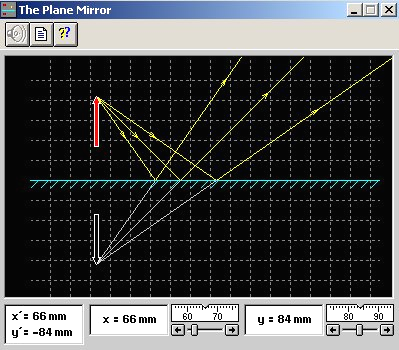 The Plane Mirror
??
x´= 66 mm
y´= −84 mm
x = 66 mm
60 70
y = 84 mm
80 90